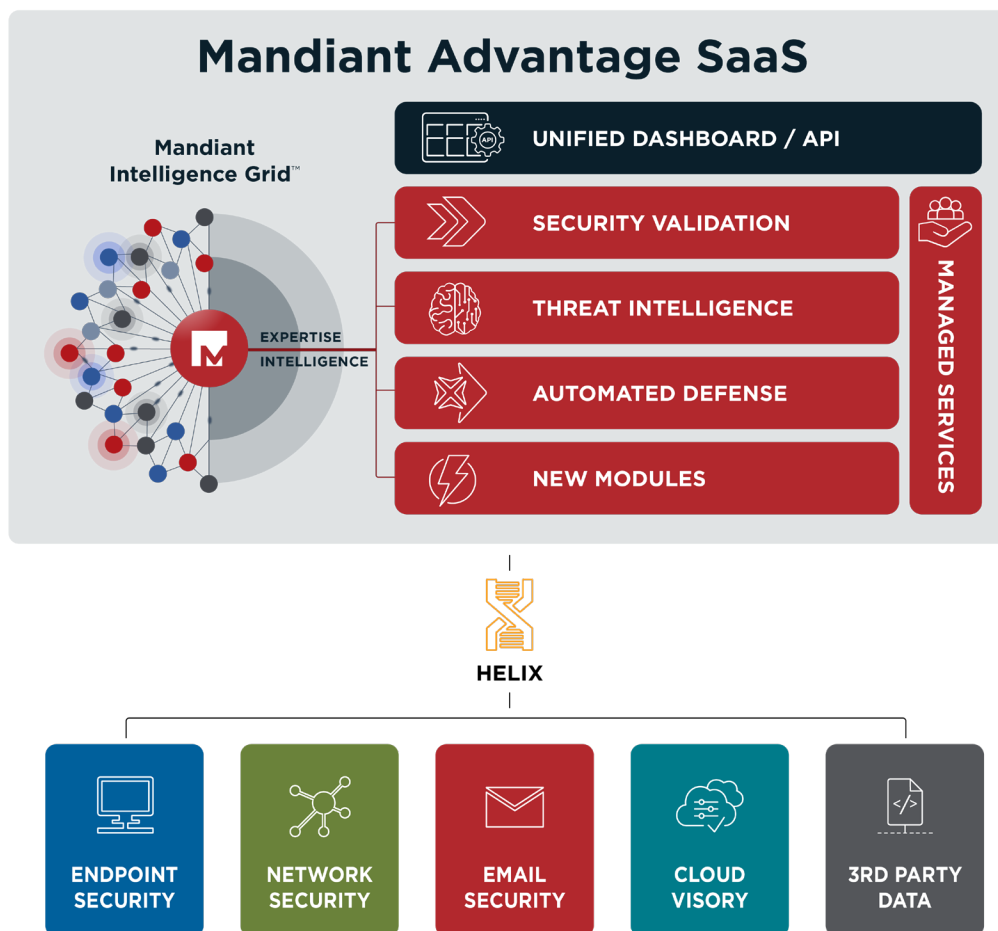 Mandiant Advantage SaaS
Mandiant
Intelligence Grid™
EXPERTISE
INTELLIGENCE
API
UNIFIED DASHBOARD / API
SECURITY VALIDATION
THREAT INTELLIGENCE
AUTOMATED DEFENSE
NEW MODULES
MANAGED SERVICES
HELIX
ENDPOINT
SECURITY
NETWORK
SECURITY
EMAIL
SECURITY
CLOUD
VISORY
</>
3RD PARTY
DATA